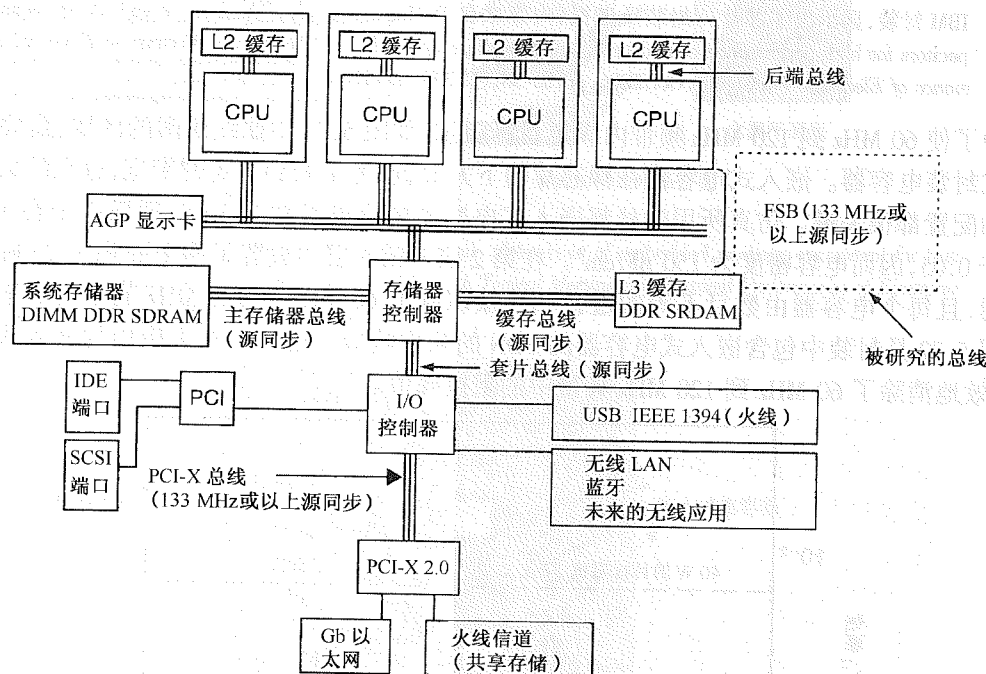 IBM
L2 缓存
L2 缓存
L2 缓存
L2 缓存
后端总线
CPU
CPU
CPU
CPU
AGP 显示卡
FSB(133 MHz或
以上源同步)
系统存储器
DIMM DDR SDRAM
主存储器总线
(源同步)
存储器
控制器
缓存总线
(源同步)
L3 缓存
DDR SRDAM
被研究的总线
套片总线(源同步)
IDE
端口
PCI
I/O
控制器
USB IEEE 1394(火线)
SCSI
端口
PCI-X 总线
(133 MHz或以上源同步)
无线 LAN
蓝牙
未来的无线应用
PCI-X 2.0
Gb 以
太网
火线信道
(共享存储)